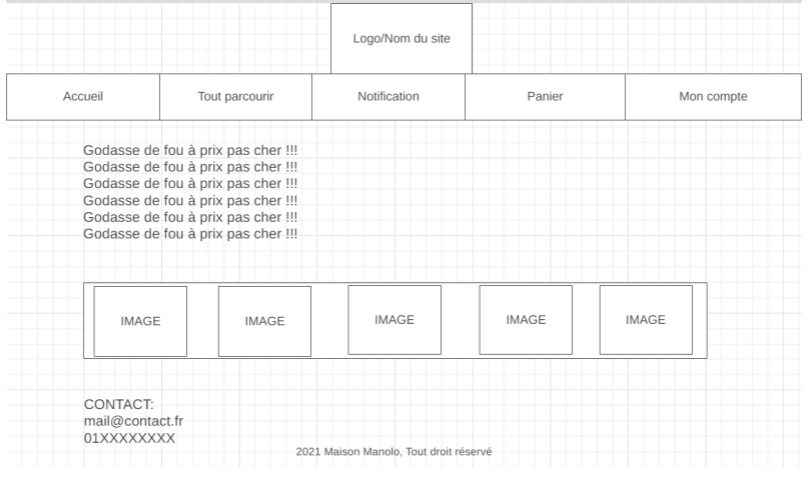 Logo/Nom du site
Accueil
Tout parcourir
Notification
Panier
Mon compte
Godasse de fou à prix pas cher !!!
Godasse de fou à prix pas cher !!!
Godasse de fou à prix pas cher !!!
Godasse de fou à prix pas cher !!!
Godasse de fou à prix pas cher !!!
Godasse de fou à prix pas cher !!!
IMAGE
IMAGE
IMAGE
IMAGE
IMAGE
CONTACT:
mail@contact.fr
01XXXXXXXX
2021 Maison Manolo, Tout droit réservé